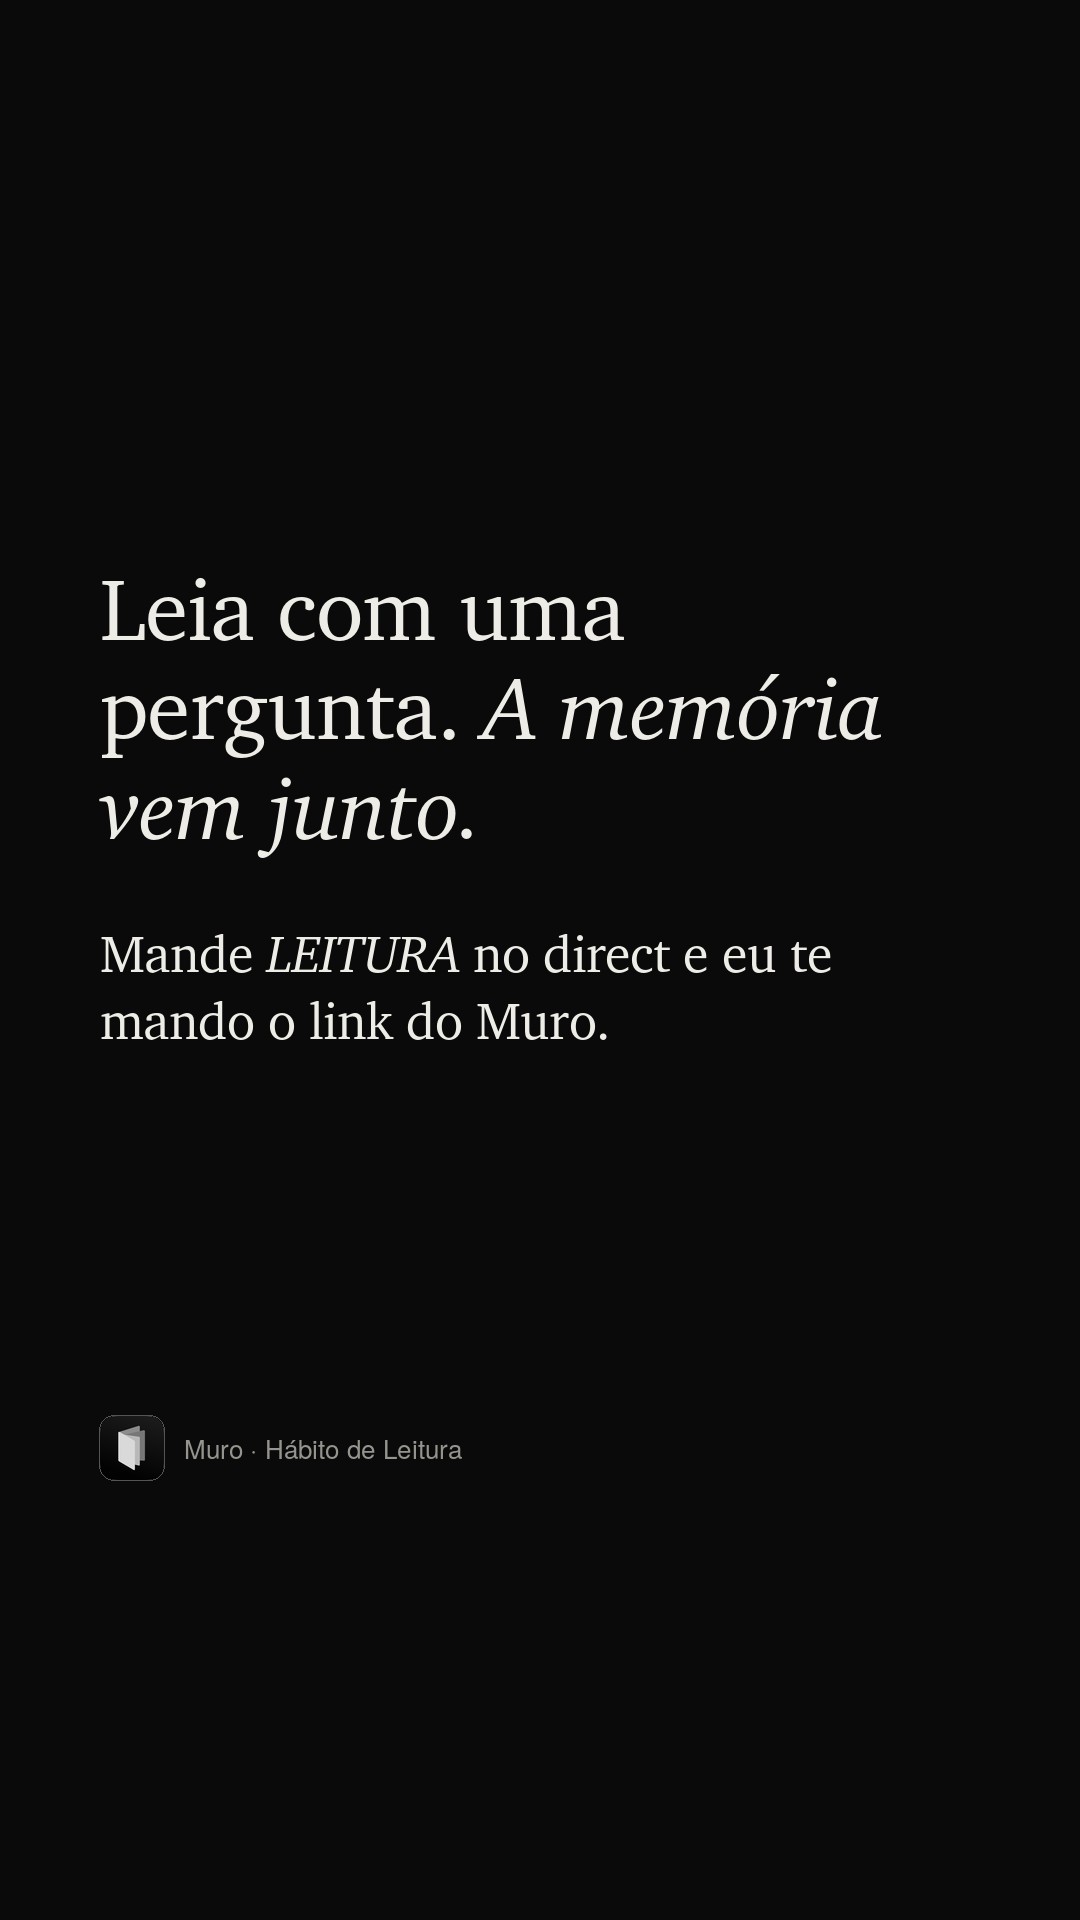 Leia com uma
pergunta. A memória
vem junto.
Mande LEITURA no direct e eu te
mando o link do Muro.
Muro · Hábito de Leitura